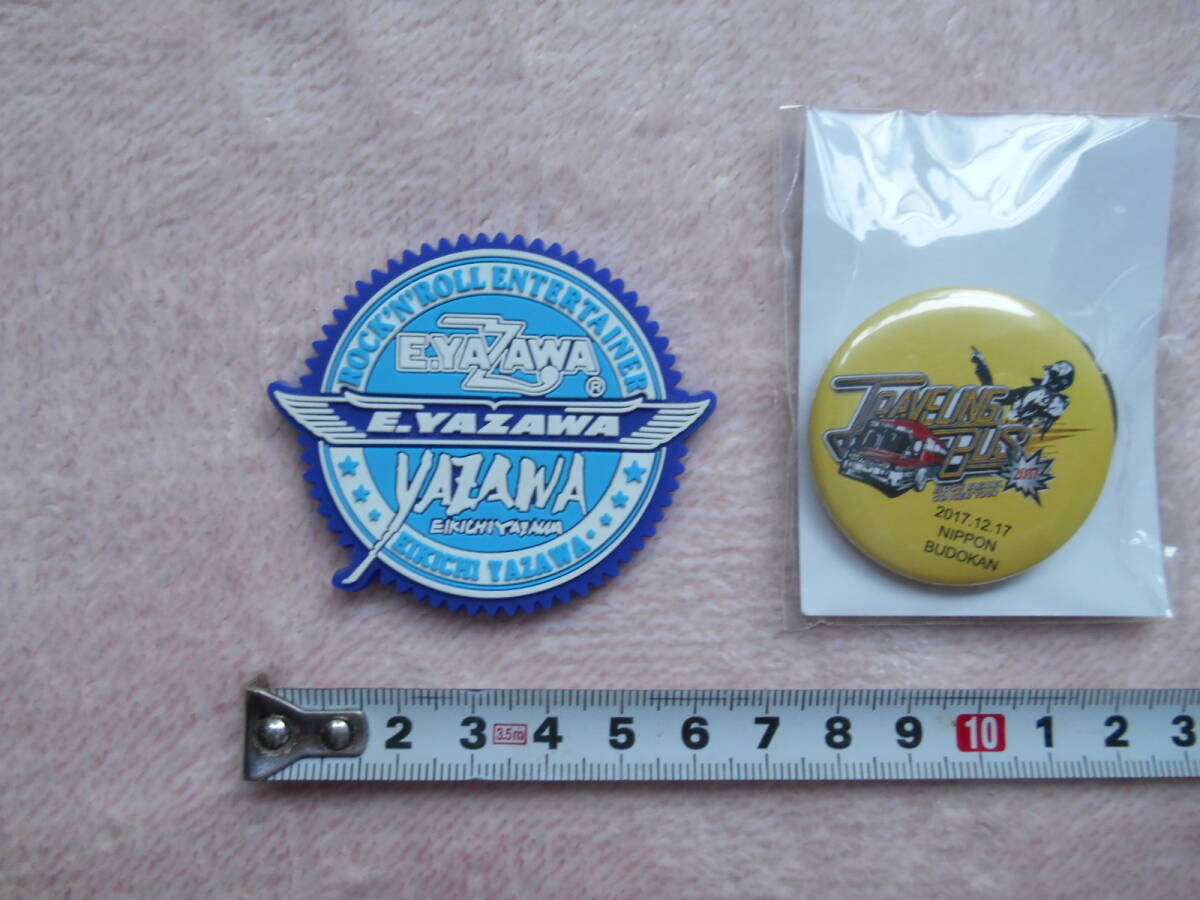 ROCK'N'ROLL ENTERTAINER
E.YAZAWA®
E.YAZAWA
YAZAWA
EIKICHI YAZAWA
EIKICHI YAZAWA
TRAVELING
BUS
2017
2017.12.17
NIPPON
BUDOKAN
2 3 3.5m 4 5 6 7 8 9 10 1 2 3